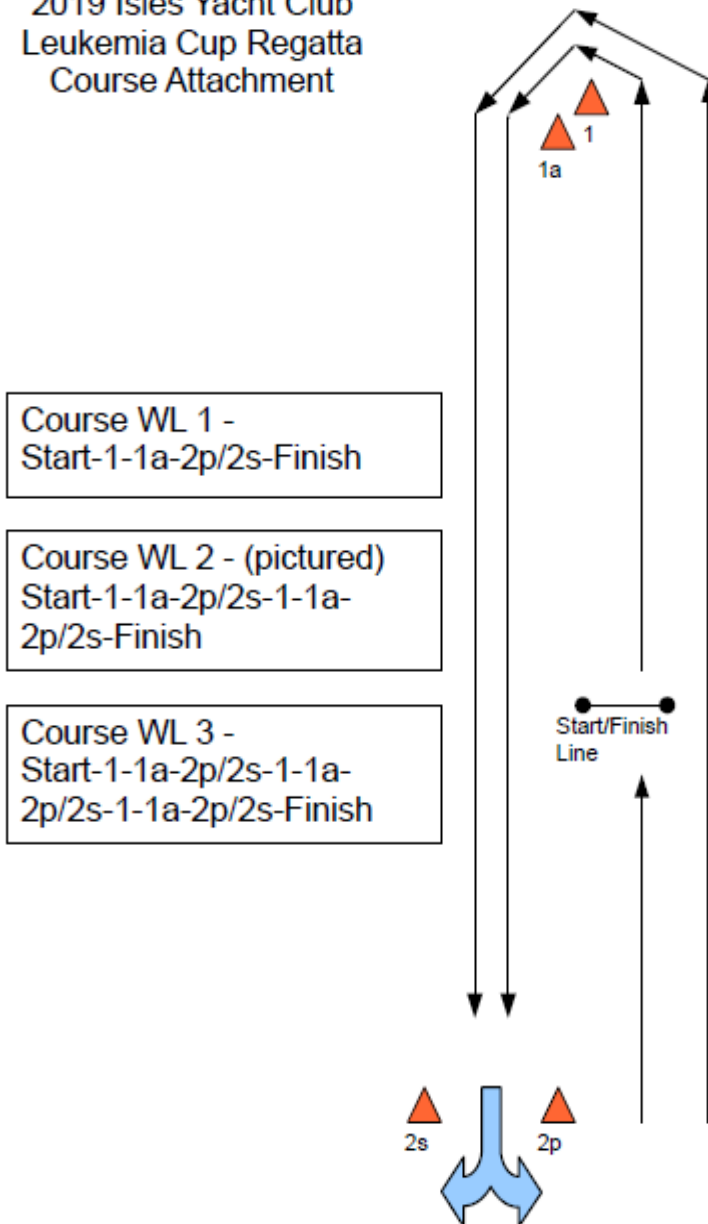 2019 Isles Yacht Club
Leukemia Cup Regatta
Course Attachment
1
1a
Course WL 1 -
Start-1-1a-2p/2s-Finish
Course WL 2 - (pictured)
Start-1-1a-2p/2s-1-1a-
2p/2s-Finish
Course WL 3 -
Start-1-1a-2p/2s-1-1a-
2p/2s-1-1a-2p/2s-Finish
Start/Finish
Line
2s
2p